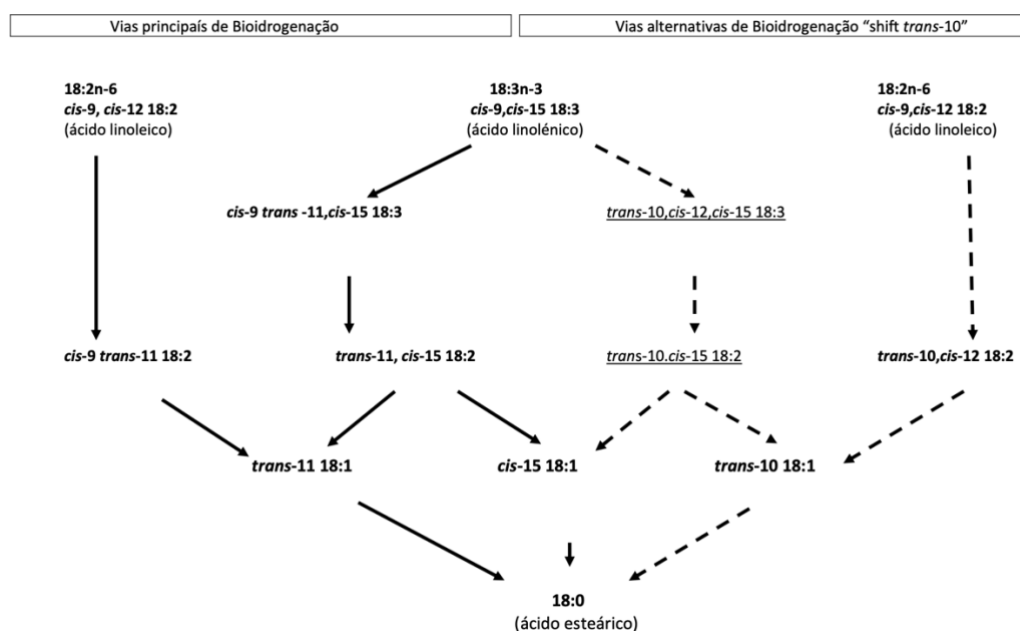 Vias principaís de Bioidrogenação
Vias alternativas de Bioidrogenação “shift trans-10”
18:2n-6
cis-9, cis-12 18:2
(ácido linoleico)
18:3n-3
cis-9,cis-15 18:3
(ácido linolénico)
18:2n-6
cis-9,cis-12 18:2
(ácido linoleico)
cis-9 trans -11,cis-15 18:3
trans-10,cis-12,cis-15 18:3
cis-9 trans-11 18:2
trans-11, cis-15 18:2
trans-10.cis-15 18:2
trans-10,cis-12 18:2
trans-11 18:1
cis-15 18:1
trans-10 18:1
18:0
(ácido esteárico)